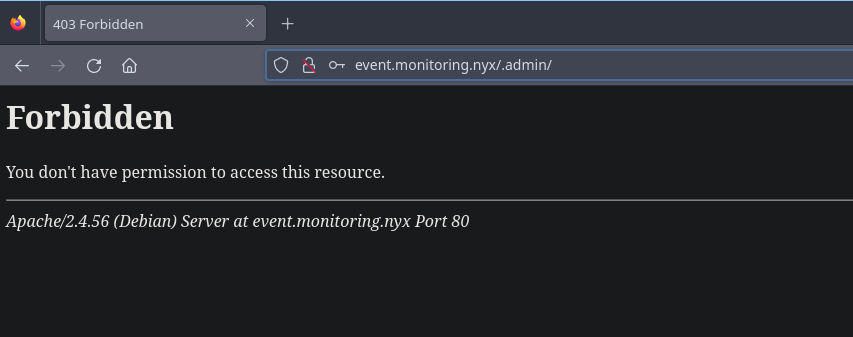 403 Forbidden
event.monitoring.nyx/.admin/
Forbidden
You don't have permission to access this resource.
Apache/2.4.56 (Debian) Server at event.monitoring.nyx Port 80